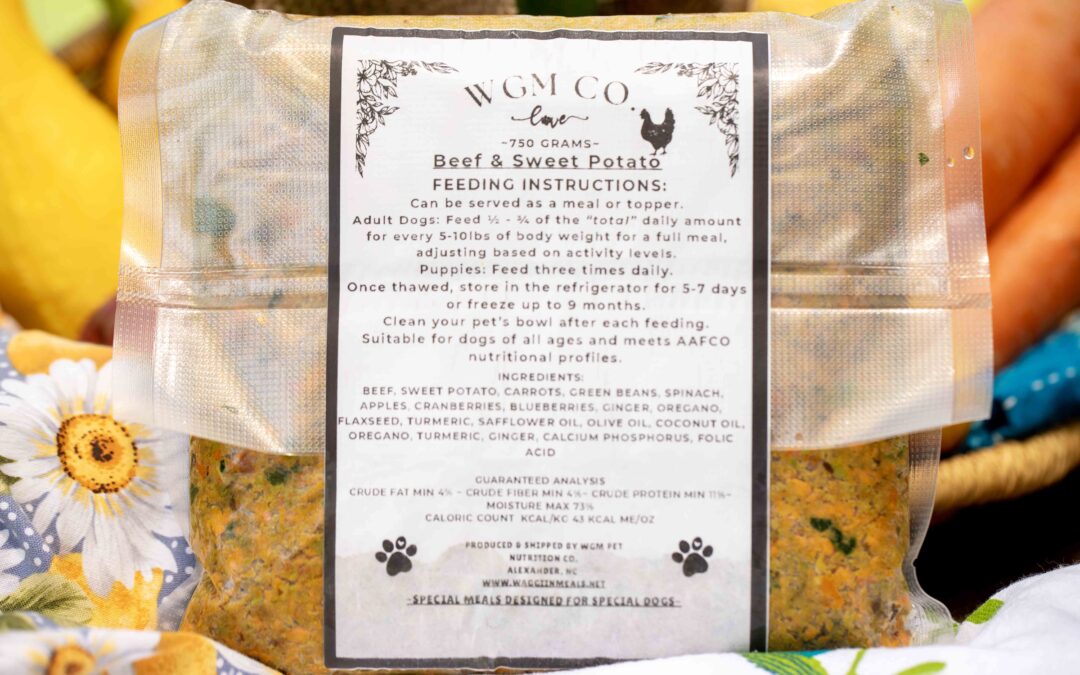 WGM CO.
love
~750 GRAMS~
Beef & Sweet Potato
FEEDING INSTRUCTIONS:
Can be served as a meal or topper.
Adult Dogs: Feed ½ - ¾ of the "total" daily amount
for every 5-10lbs of body weight for a full meal,
adjusting based on activity levels.
Puppies: Feed three times daily.
Once thawed, store in the refrigerator for 5-7 days
or freeze up to 9 months.
Clean your pet's bowl after each feeding.
Suitable for dogs of all ages and meets AAFCO
nutritional profiles.
INGREDIENTS:
BEEF, SWEET POTATO, CARROTS, GREEN BEANS, SPINACH,
APPLES, CRANBERRIES, BLUEBERRIES, GINGER, OREGANO,
FLAXSEED, TURMERIC, SAFFLOWER OIL, OLIVE OIL, COCONUT OIL,
OREGANO, TURMERIC, GINGER, CALCIUM PHOSPHORUS, FOLIC
ACID
GUARANTEED ANALYSIS
CRUDE FAT MIN 4% ~ CRUDE FIBER MIN 4%~ CRUDE PROTEIN MIN 11%~
MOISTURE MAX 73%
CALORIC COUNT KCAL/KG 43 KCAL ME/OZ
PRODUCED & SHIPPED BY WGM PET
NUTRITION CO.
ALEXANDER, NC
WWW.WAGGINMEALS.NET
~SPECIAL MEALS DESIGNED FOR SPECIAL DOGS~